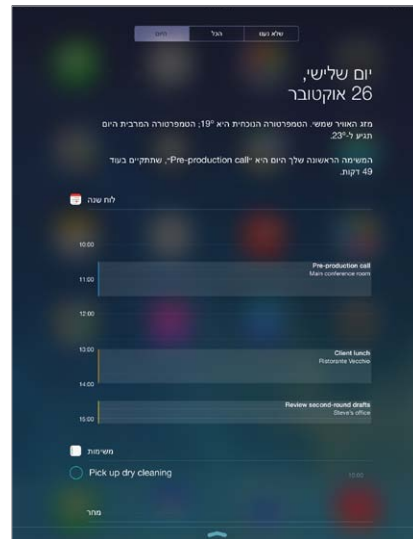 שלא נענו
הכל
היום
יום שלישי,
26 אוקטובר
מזג האוויר שמשי. הטמפרטורה הנוכחית היא 19°; הטמפרטורה המרבית היום
תגיע ל-23°.
המשימה הראשונה שלך היום היא "Pre-production call", שתתקיים בעוד
49 דקות.
לוח שנה
10:00
Pre-production call
Main conference room
11:00
12:00
13:00
Client lunch
Ristorante Vecchio
14:00
Review second-round drafts
Steve's office
15:00
משימות
Pick up dry cleaning
10:00
מחר